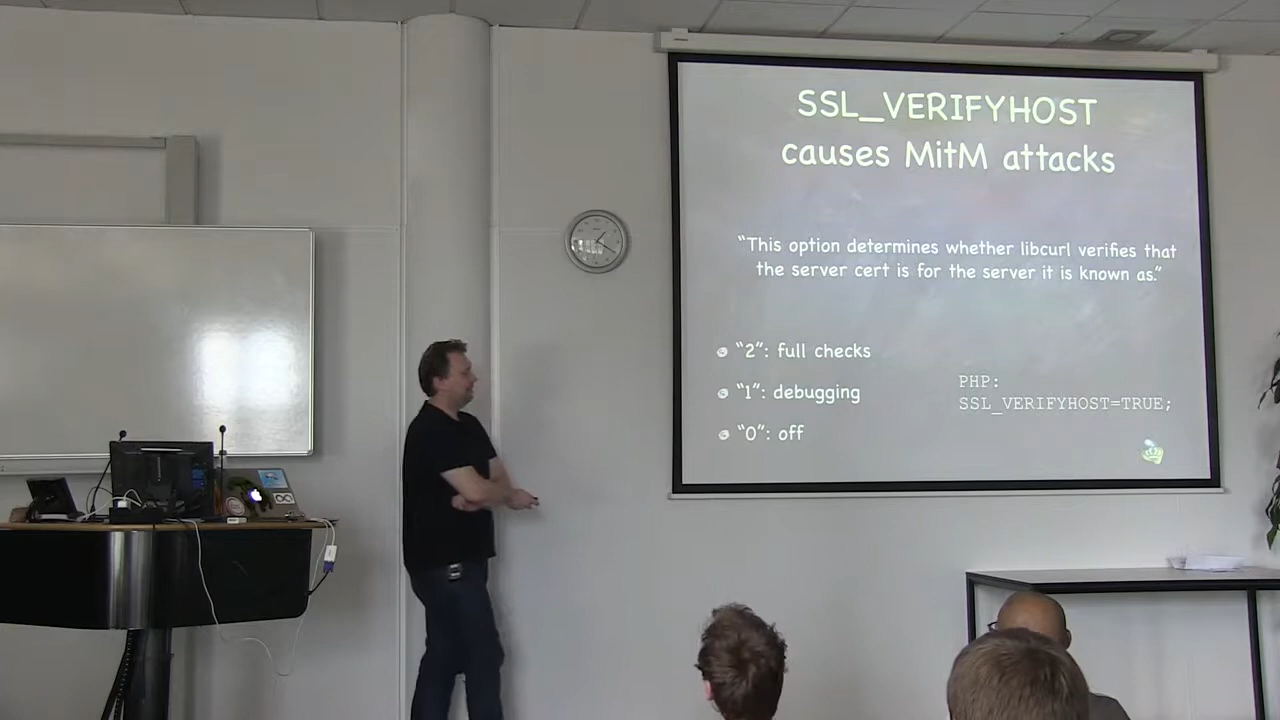 SSL_VERIFYHOST
causes MitM attacks
“This option determines whether libcurl verifies that
the server cert is for the server it is known as.”
“2”: full checks
“1”: debugging
“0”: off
PHP:
SSL_VERIFYHOST=TRUE;